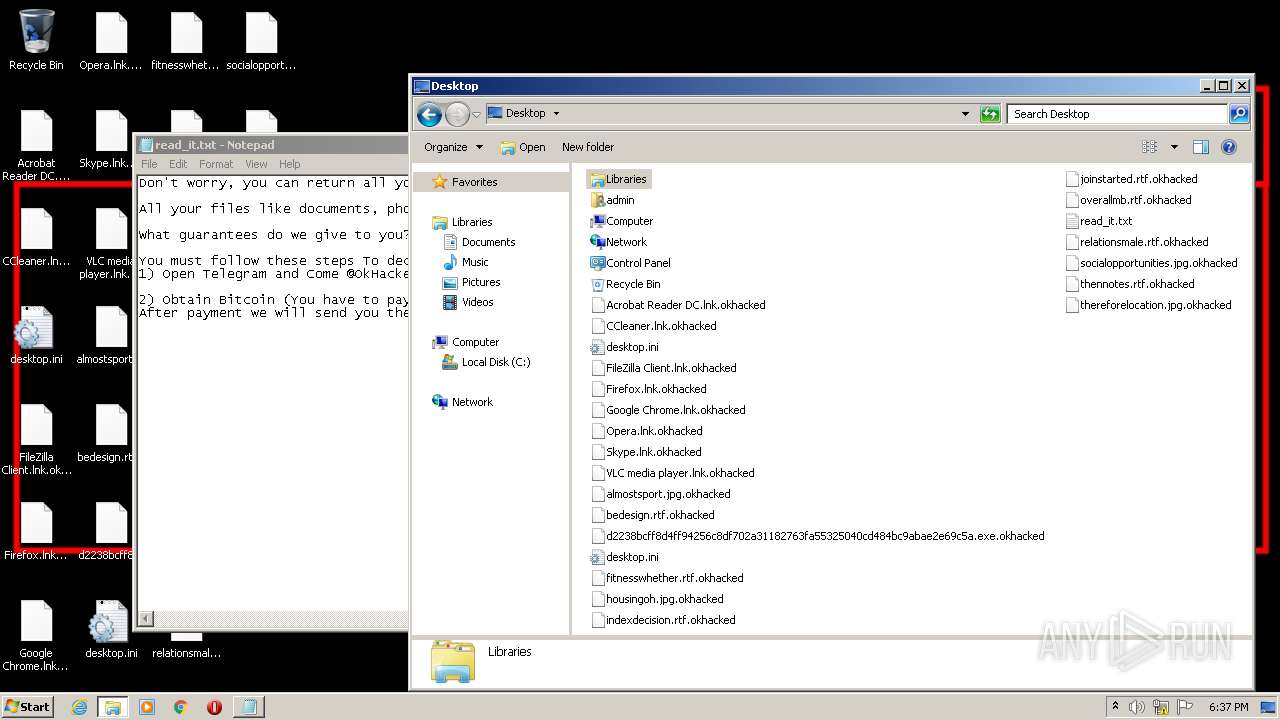 Recycle Bin
Opera.lnk....
fitnesswhet...
socialopport...
Acrobat
Reader DC....
Skype.lnk..
CCleaner.ln...
VLC media
player.lnk.
desktop.ini
almostsport
FileZilla
Client.lnk.ok...
bedesign.rt
Firefox.lnk...
d2238bcff8
Google
Chrome.lnk...
desktop.ini
relationsmal...
read_it.txt - Notepad
File Edit Format View Help
Don't worry, you can return all yo
All your files like documents, pho
What guarantees do we give to you?
You must follow these steps To dec
1) Open Telegram and Come @OkHacke
2) Obtain Bitcoin (You have to pay
After payment we will send you the
Desktop
Desktop
Search Desktop
Organize Open New folder
Favorites
Libraries
Documents
Music
Pictures
Videos
Computer
Local Disk (C:)
Network
Libraries
admin
Computer
Network
Control Panel
Recycle Bin
Acrobat Reader DC.lnk.okhacked
CCleaner.lnk.okhacked
desktop.ini
FileZilla Client.lnk.okhacked
Firefox.lnk.okhacked
Google Chrome.lnk.okhacked
Opera.lnk.okhacked
Skype.lnk.okhacked
VLC media player.lnk.okhacked
almostsport.jpg.okhacked
bedesign.rtf.okhacked
d2238bcff8d4ff94256c8df702a31182763fa55325040cd484bc9abae2e69c5a.exe.okhacked
desktop.ini
fitnesswhether.rtf.okhacked
housingoh.jpg.okhacked
indexdesign.rtf.okhacked
joinstarted.rtf.okhacked
overallmb.rtf.okhacked
read_it.txt
relationsmale.rtf.okhacked
socialopportunities.jpg.okhacked
thennotes.rtf.okhacked
thereforelocation.jpg.okhacked
Libraries
ANY RUN
Start
6:37 PM